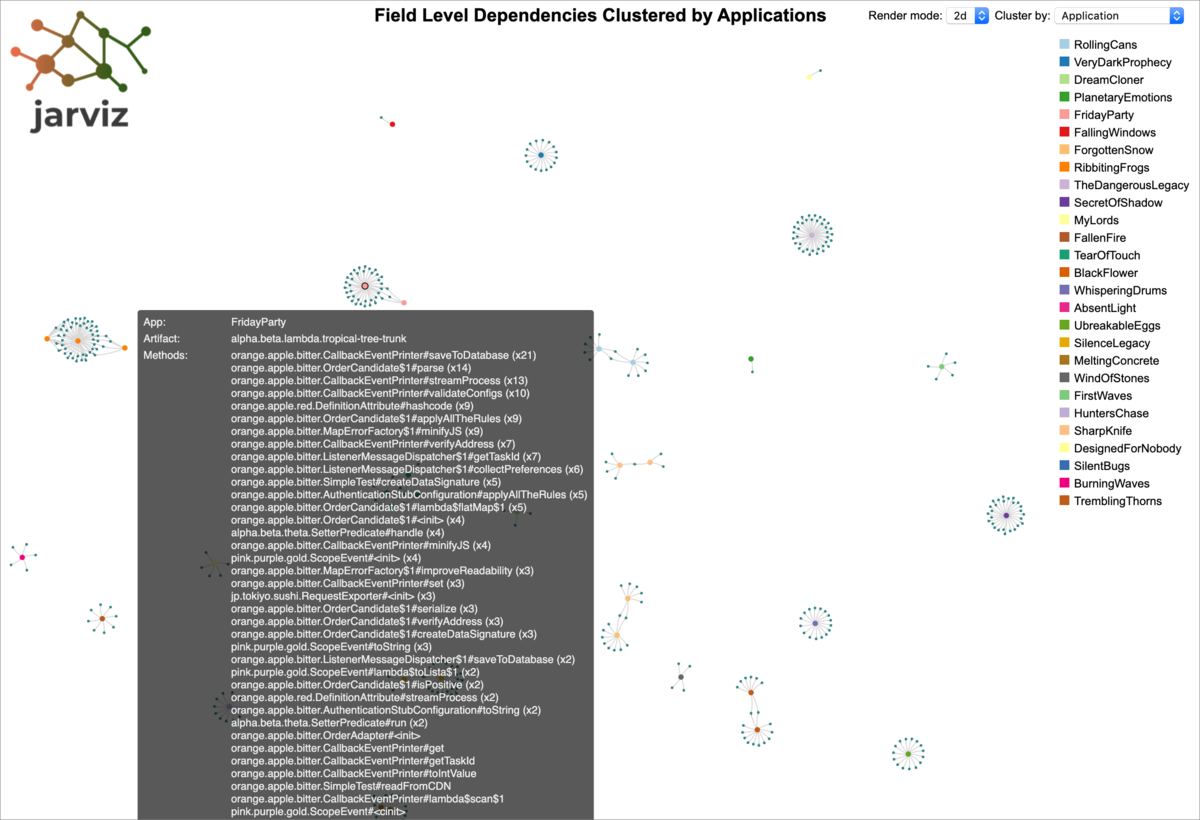 Field Level Dependencies Clustered by Applications
Render mode: 2d Cluster by: Application
jarviz
RollingCans
VeryDarkProphecy
DreamCloner
PlanetaryEmotions
FridayParty
FallingWindows
ForgottenSnow
RibbitingFrogs
TheDangerousLegacy
SecretOfShadow
MyLords
FallenFire
TearOfTouch
BlackFlower
WhisperingDrums
AbsentLight
UbreakableEggs
SilenceLegacy
MeltingConcrete
WindOfStones
FirstWaves
HuntersChase
SharpKnife
DesignedForNobody
SilentBugs
BurningWaves
TremblingThorns
App: FridayParty
Artifact: alpha.beta.lambda.tropical-tree-trunk
Methods: orange.apple.bitter.CallbackEventPrinter#saveToDatabase (x21)
orange.apple.bitter.OrderCandidate$1#parse (x14)
orange.apple.bitter.CallbackEventPrinter#streamProcess (x13)
orange.apple.bitter.CallbackEventPrinter#validateConfigs (x10)
orange.apple.red.DefinitionAttribute#hashcode (x9)
orange.apple.bitter.OrderCandidate$1#applyAllTheRules (x9)
orange.apple.bitter.MapErrorFactory$1#minifyJS (x9)
orange.apple.bitter.CallbackEventPrinter#verifyAddress (x7)
orange.apple.bitter.ListenerMessageDispatcher$1#getTaskId (x7)
orange.apple.bitter.ListenerMessageDispatcher$1#collectPreferences (x6)
orange.apple.bitter.SimpleTest#createDataSignature (x5)
orange.apple.bitter.AuthenticationStubConfiguration#applyAllTheRules (x5)
orange.apple.bitter.OrderCandidate$1#lambda$flatMap$1 (x5)
orange.apple.bitter.OrderCandidate$1#<init> (x4)
alpha.beta.theta.SetterPredicate#handle (x4)
orange.apple.bitter.CallbackEventPrinter#minifyJS (x4)
pink.purple.gold.ScopeEvent#<init> (x4)
orange.apple.bitter.MapErrorFactory$1#improveReadability (x3)
orange.apple.bitter.CallbackEventPrinter#set (x3)
jp.tokiyo.sushi.RequestExporter#<init> (x3)
orange.apple.bitter.OrderCandidate$1#serialize (x3)
orange.apple.bitter.OrderCandidate$1#verifyAddress (x3)
orange.apple.bitter.OrderCandidate$1#createDataSignature (x3)
pink.purple.gold.ScopeEvent#toString (x3)
orange.apple.bitter.ListenerMessageDispatcher$1#saveToDatabase (x2)
pink.purple.gold.ScopeEvent#lambda$toLista$1 (x2)
orange.apple.bitter.OrderCandidate$1#isPositive (x2)
orange.apple.red.DefinitionAttribute#streamProcess (x2)
orange.apple.bitter.AuthenticationStubConfiguration#toString (x2)
alpha.beta.theta.SetterPredicate#run (x2)
orange.apple.bitter.OrderAdapter#<init>
orange.apple.bitter.CallbackEventPrinter#get
orange.apple.bitter.CallbackEventPrinter#getTaskId
orange.apple.bitter.CallbackEventPrinter#toIntValue
orange.apple.bitter.SimpleTest#readFromCDN
orange.apple.bitter.CallbackEventPrinter#lambda$scan$1
pink.purple.gold.ScopeEvent#<cinit>